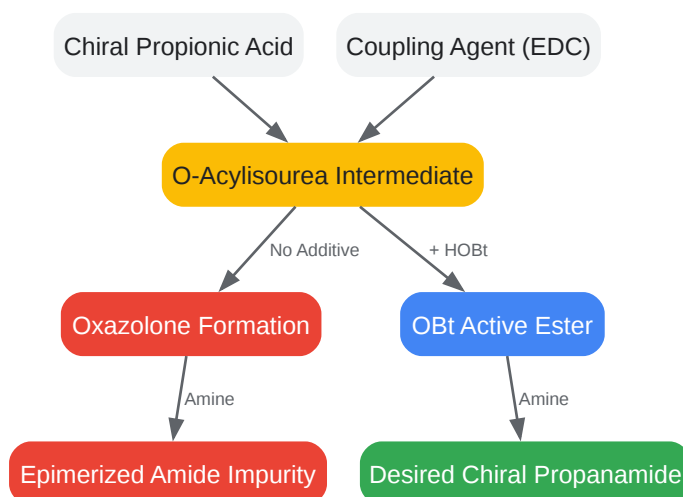 Chiral Propionic Acid
Coupling Agent (EDC)
O-Acylisourea Intermediate
No Additive
+ HOBt
Oxazolone Formation
OBt Active Ester
Amine
Amine
Epimerized Amide Impurity
Desired Chiral Propanamide